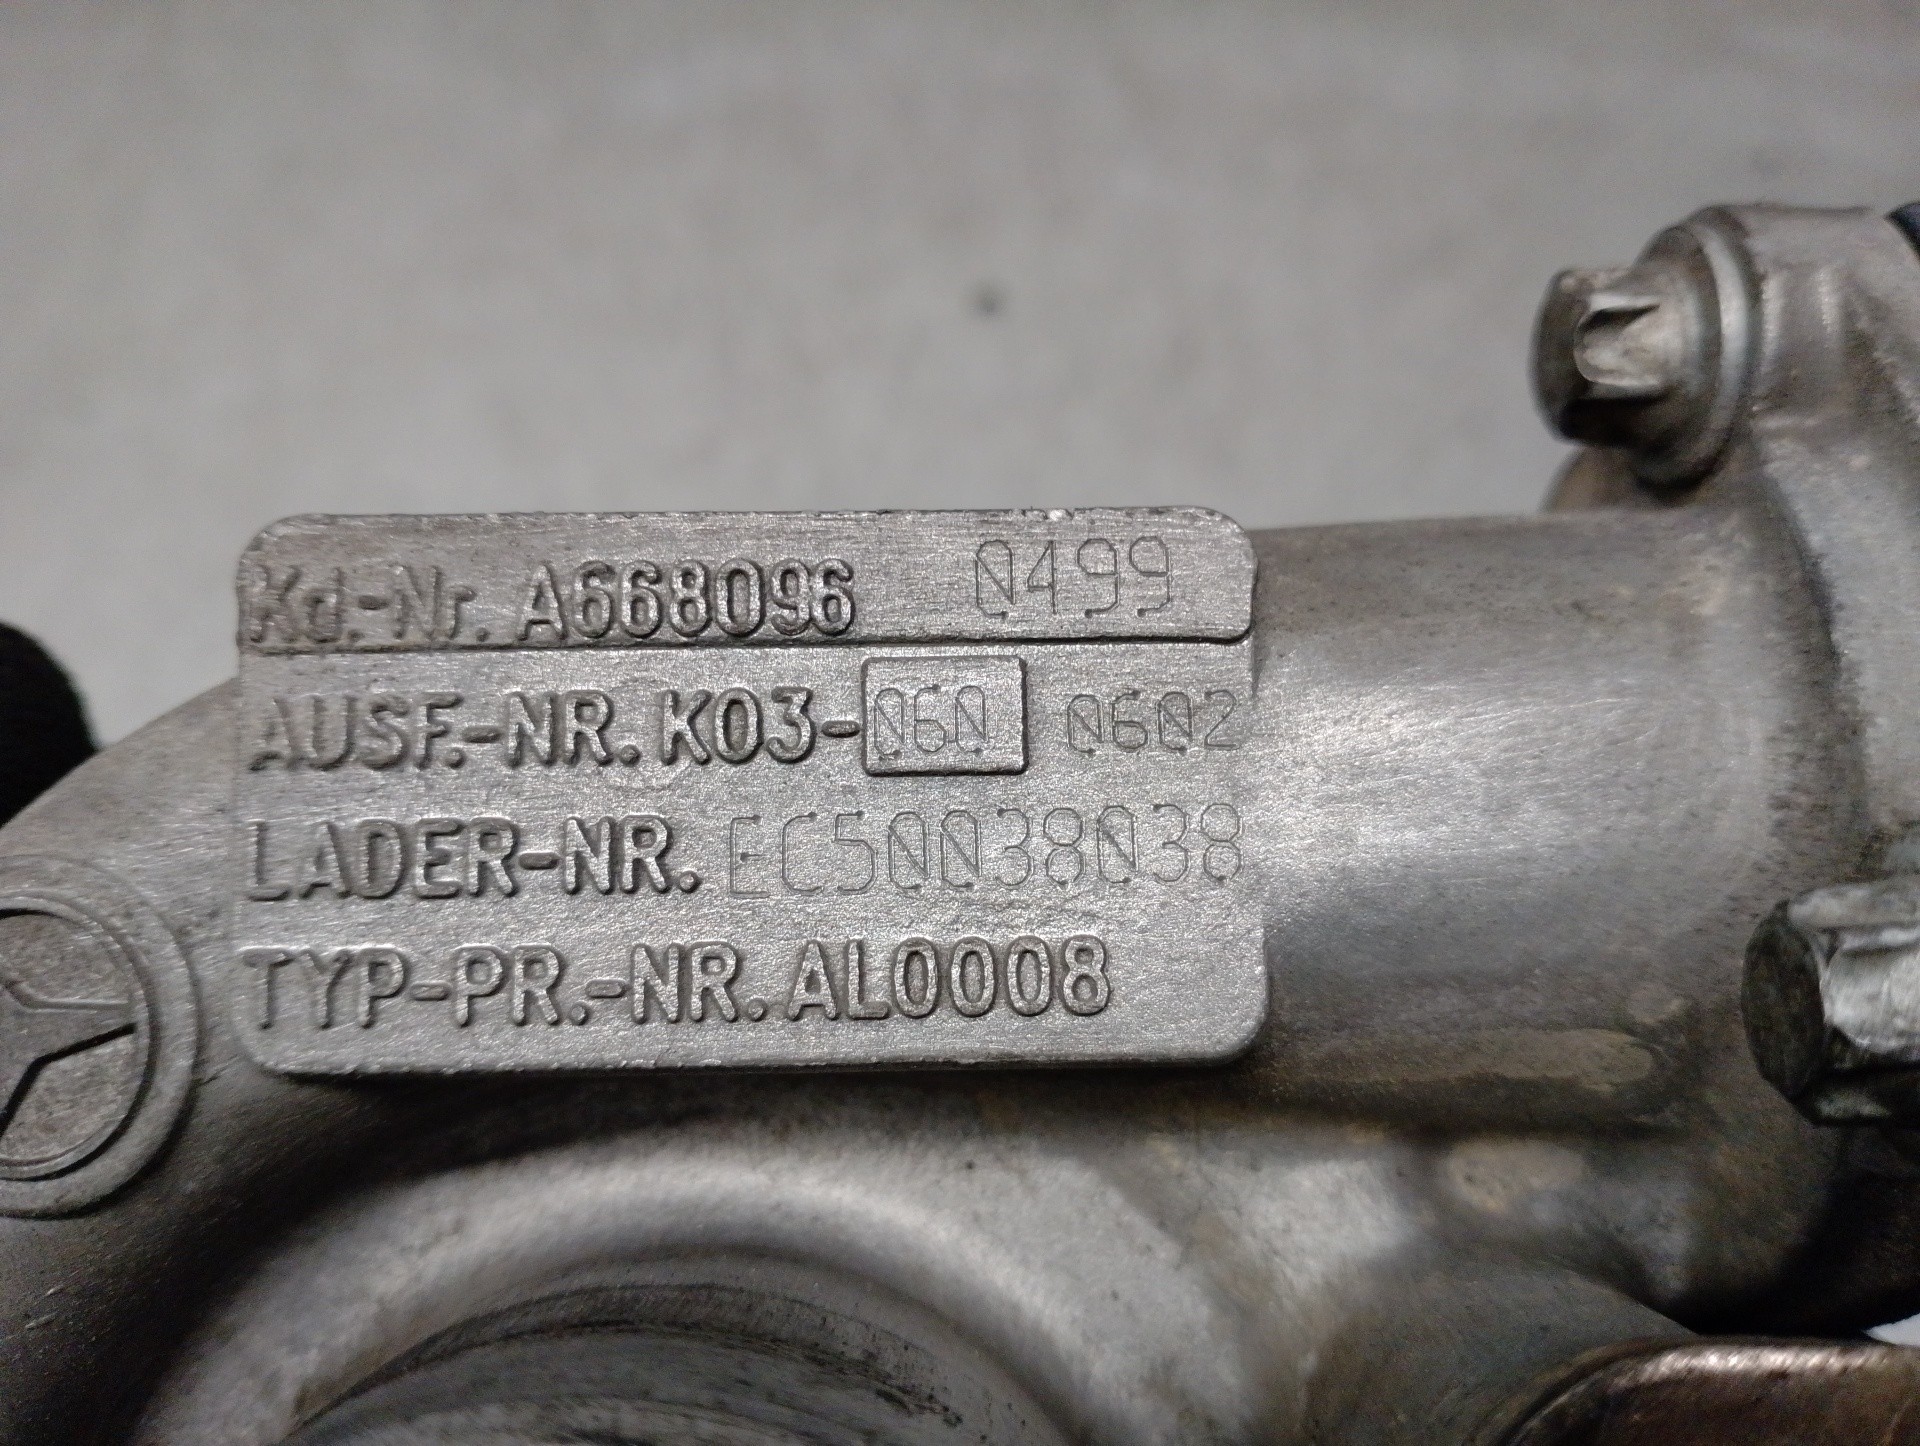 Kd.-Nr. A668096 0499
AUSF.-NR. K03-060 0602
LADER-NR. EC50038038
TYP-PR.-NR. AL0008